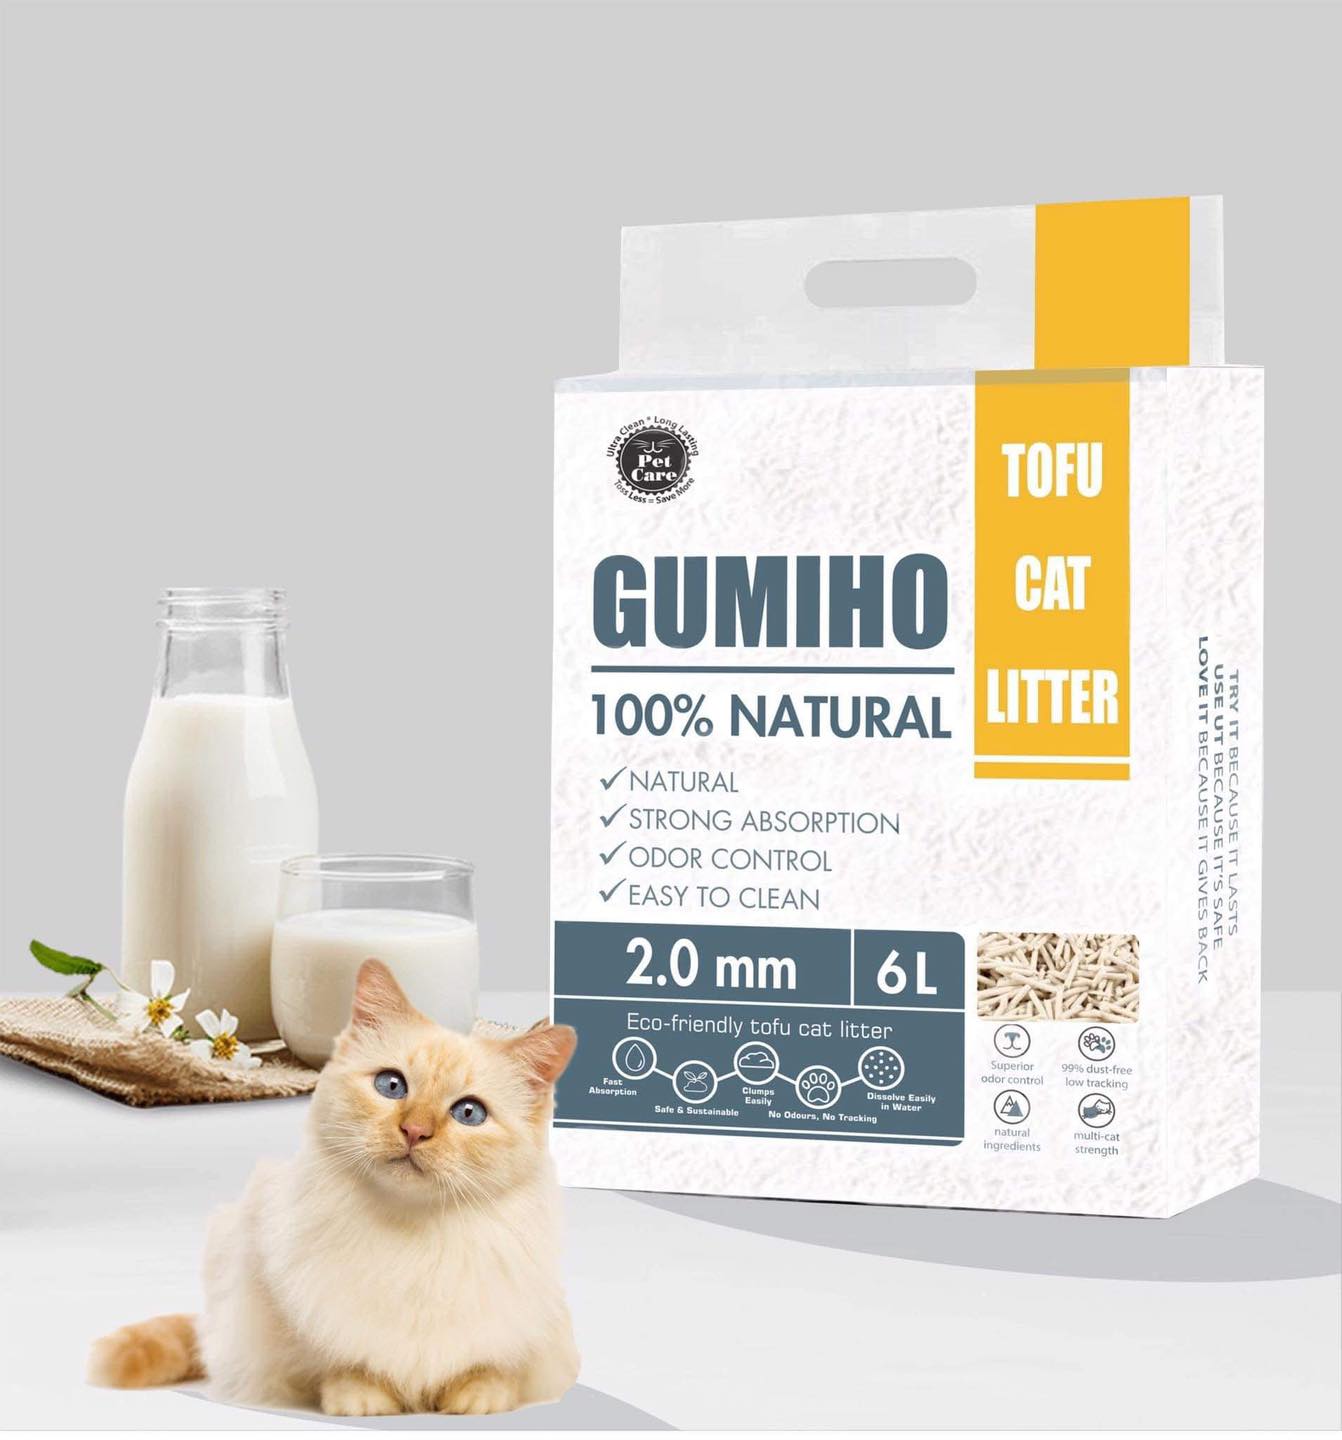 Ultra Clean * Long Lasting
Pet
Care
Toss Less = Save More
GUMIHO
100% NATURAL
✓NATURAL
✓STRONG ABSORPTION
✓ODOR CONTROL
✓EASY TO CLEAN
2.0 mm
6L
Eco-friendly tofu cat litter
Fast
Absorption
Safe & Sustainable
Clumps
Easily
No Odours, No Tracking
Dissolve Easily
in Water
TOFU
CAT
LITTER
Superior
odor control
99% dust-free
low tracking
natural
ingredients
multi-cat
strength
TRY IT BECAUSE IT LASTS
USE UT BECAUSE IT'S SAFE
LOVE IT BECAUSE IT GIVES BACK